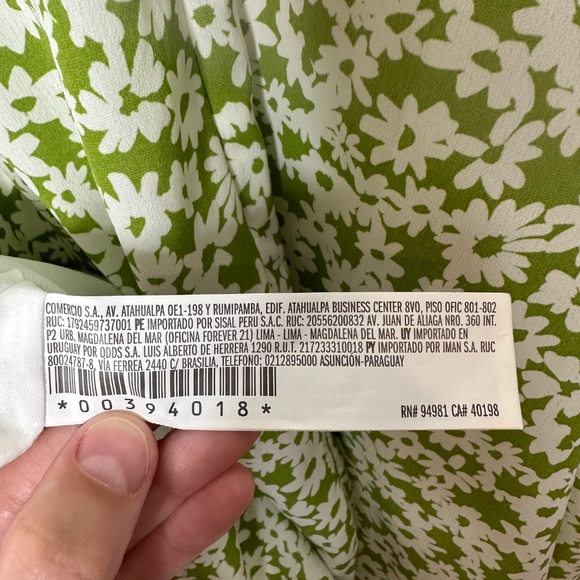 COMERCIO S.A., AV. ATAHUALPA OE1-198 Y RUMIPAMBA, EDIF. ATAHUALPA BUSINESS CENTER 8VO, PISO OFIC 801-802
RUC: 1792459737001 PE IMPORTADO POR SISAL PERU S.A.C. RUC: 20556200832 AV. JUAN DE ALIAGA NRO. 360 INT.
P2 URB. MAGDALENA DEL MAR (OFICINA FOREVER 21) LIMA - LIMA - MAGDALENA DEL MAR. UY IMPORTADO EN
URUGUAY POR QDDS S.A. LUIS ALBERTO DE HERRERA 1290 R.U.T. 217233310018 PY IMPORTADO POR IMAN S.A. RUC
80024787-8, VIA FERREA 2440 C/ BRASILIA, TELEFONO: 0212895000 ASUNCION-PARAGUAY
*00394018*
RN# 94981 CA# 40198